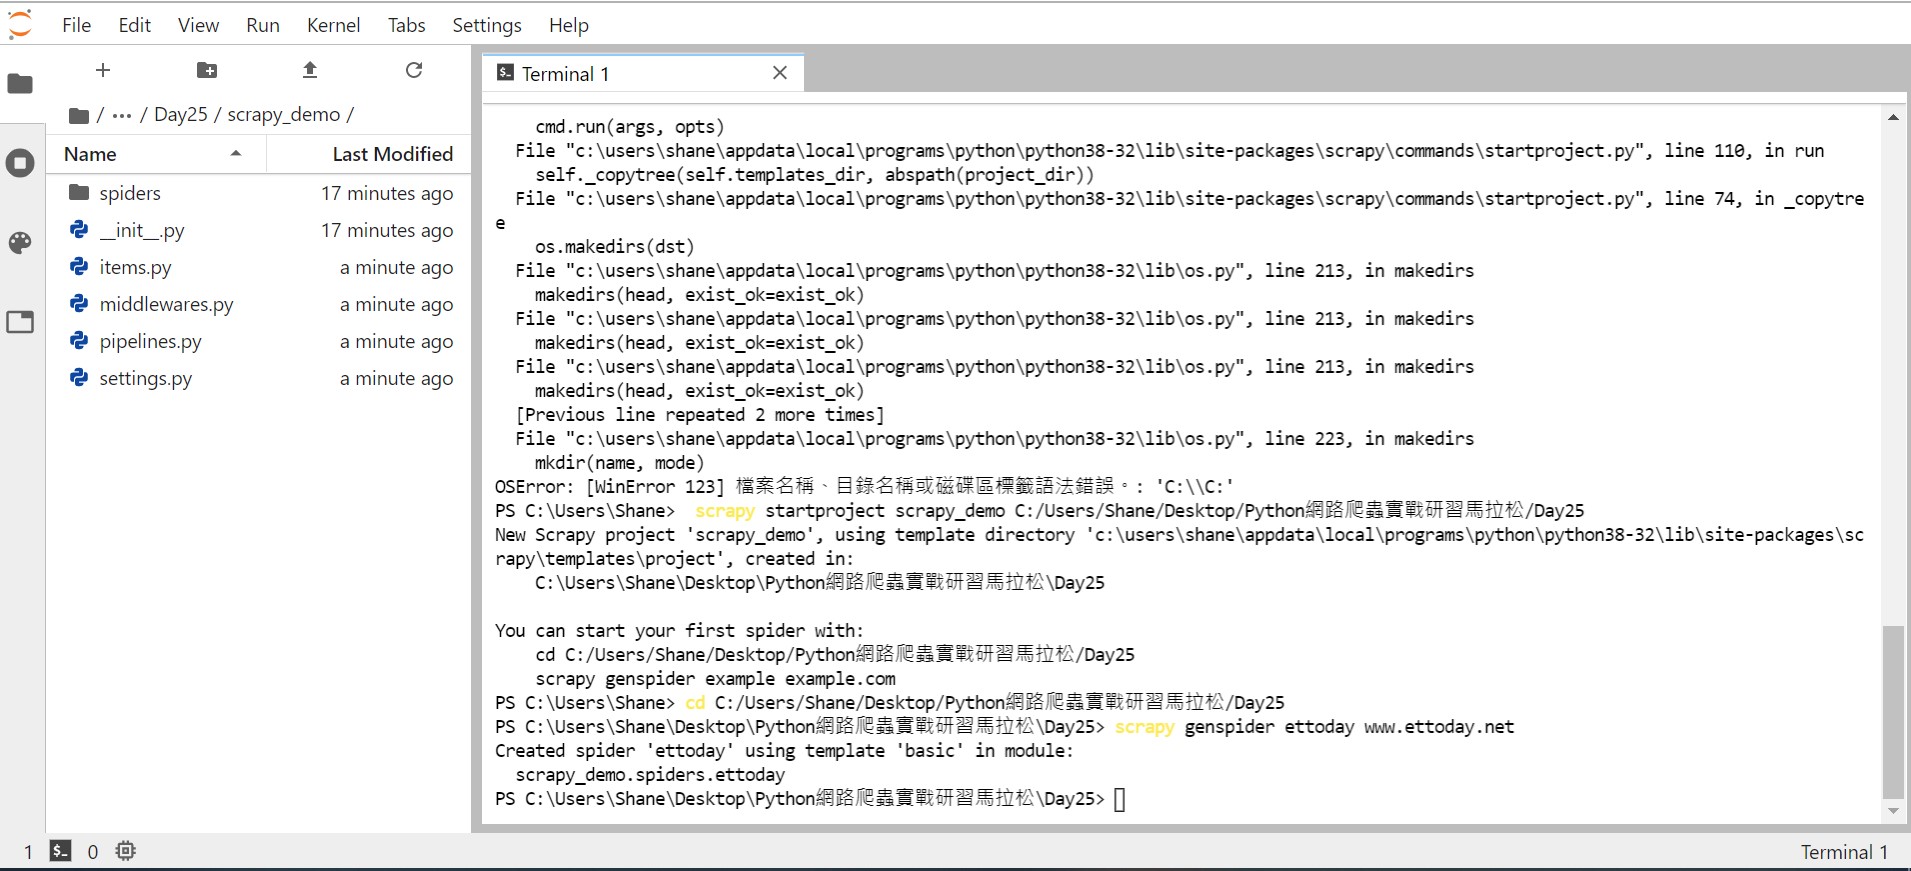 File Edit View Run Kernel Tabs Settings Help
/ ··· / Day25 / scrapy_demo /
Name Last Modified
spiders 17 minutes ago
__init__.py 17 minutes ago
items.py a minute ago
middlewares.py a minute ago
pipelines.py a minute ago
settings.py a minute ago
Terminal 1
cmd.run(args, opts)
File "c:\users\shane\appdata\local\programs\python\python38-32\lib\site-packages\scrapy\commands\startproject.py", line 110, in run
self._copytree(self.templates_dir, abspath(project_dir))
File "c:\users\shane\appdata\local\programs\python\python38-32\lib\site-packages\scrapy\commands\startproject.py", line 74, in _copytre
e
os.makedirs(dst)
File "c:\users\shane\appdata\local\programs\python\python38-32\lib\os.py", line 213, in makedirs
makedirs(head, exist_ok=exist_ok)
File "c:\users\shane\appdata\local\programs\python\python38-32\lib\os.py", line 213, in makedirs
makedirs(head, exist_ok=exist_ok)
File "c:\users\shane\appdata\local\programs\python\python38-32\lib\os.py", line 213, in makedirs
makedirs(head, exist_ok=exist_ok)
[Previous line repeated 2 more times]
File "c:\users\shane\appdata\local\programs\python\python38-32\lib\os.py", line 223, in makedirs
mkdir(name, mode)
OSError: [WinError 123] 檔案名稱、目錄名稱或磁碟區標籤語法錯誤。: 'C:\\C:'
PS C:\Users\Shane>  scrapy startproject scrapy_demo C:/Users/Shane/Desktop/Python網路爬蟲實戰研習馬拉松/Day25
New Scrapy project 'scrapy_demo', using template directory 'c:\users\shane\appdata\local\programs\python\python38-32\lib\site-packages\sc
rapy\templates\project', created in:
C:\Users\Shane\Desktop\Python網路爬蟲實戰研習馬拉松\Day25
You can start your first spider with:
cd C:/Users/Shane/Desktop/Python網路爬蟲實戰研習馬拉松/Day25
scrapy genspider example example.com
PS C:\Users\Shane> cd C:/Users/Shane/Desktop/Python網路爬蟲實戰研習馬拉松/Day25
PS C:\Users\Shane\Desktop\Python網路爬蟲實戰研習馬拉松\Day25> scrapy genspider ettoday www.ettoday.net
Created spider 'ettoday' using template 'basic' in module:
scrapy_demo.spiders.ettoday
PS C:\Users\Shane\Desktop\Python網路爬蟲實戰研習馬拉松\Day25>
1 $_ 0 Terminal 1